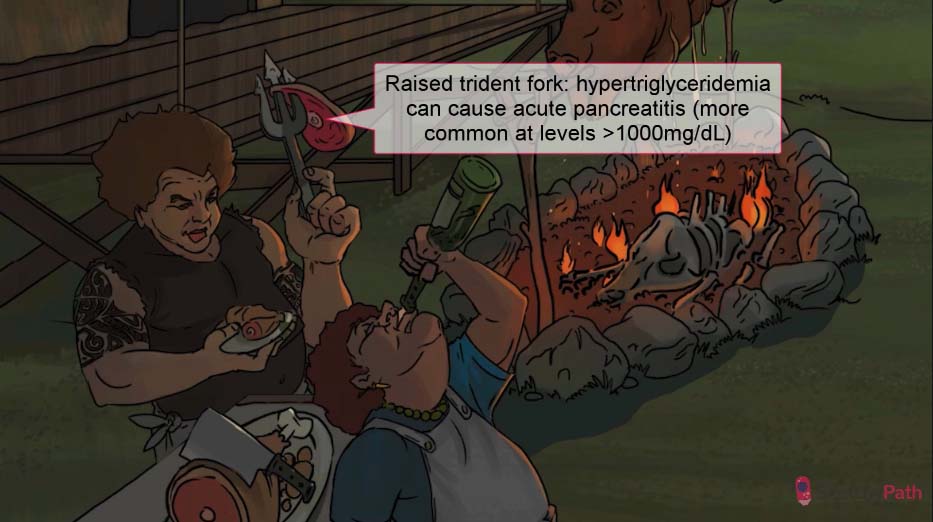 Raised trident fork: hypertriglyceridemia
can cause acute pancreatitis (more
common at levels >1000mg/dL)
Path